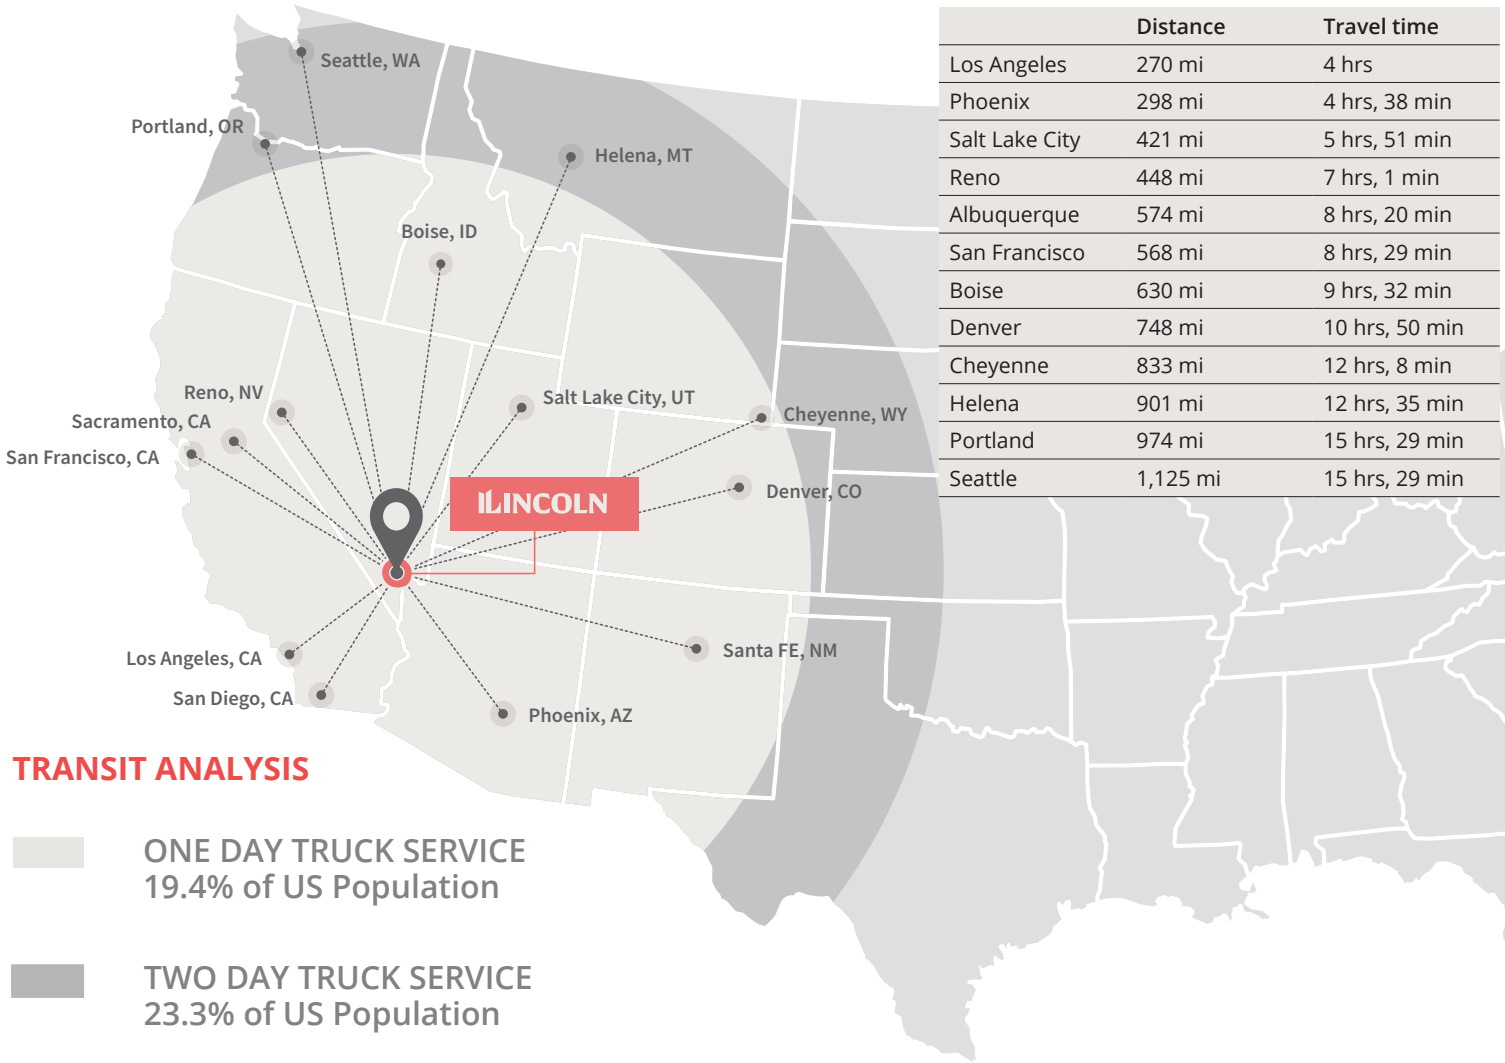 Distance Travel time
Los Angeles 270 mi 4 hrs
Phoenix 298 mi 4 hrs, 38 min
Salt Lake City 421 mi 5 hrs, 51 min
Reno 448 mi 7 hrs, 1 min
Albuquerque 574 mi 8 hrs, 20 min
San Francisco 568 mi 8 hrs, 29 min
Boise 630 mi 9 hrs, 32 min
Denver 748 mi 10 hrs, 50 min
Cheyenne 833 mi 12 hrs, 8 min
Helena 901 mi 12 hrs, 35 min
Portland 974 mi 15 hrs, 29 min
Seattle 1,125 mi 15 hrs, 29 min
Seattle, WA
Portland, OR
Helena, MT
Boise, ID
Reno, NV
Salt Lake City, UT
Sacramento, CA
Cheyenne, WY
San Francisco, CA
Denver, CO
LINCOLN
Los Angeles, CA
Santa FE, NM
San Diego, CA
Phoenix, AZ
TRANSIT ANALYSIS
ONE DAY TRUCK SERVICE
19.4% of US Population
TWO DAY TRUCK SERVICE
23.3% of US Population